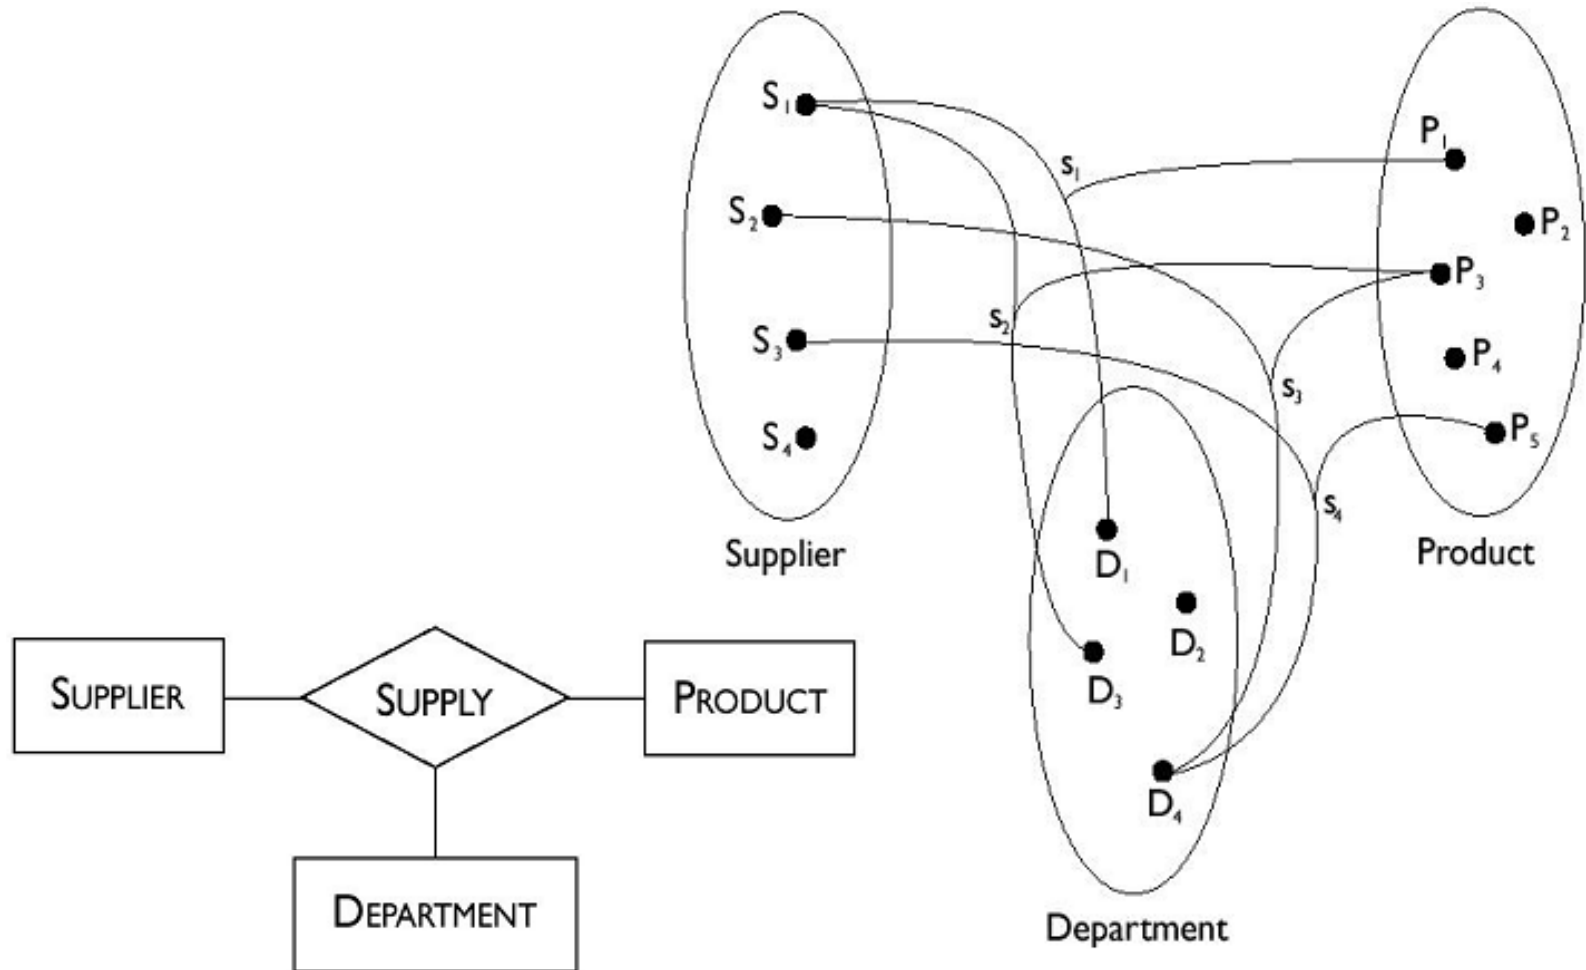 S₁
S₂
S₃
S₄
Supplier
s₁
s₂
s₃
s₄
P₁
P₂
P₃
P₄
P₅
Product
D₁
D₂
D₃
D₄
Department
SUPPLIER
SUPPLY
PRODUCT
DEPARTMENT